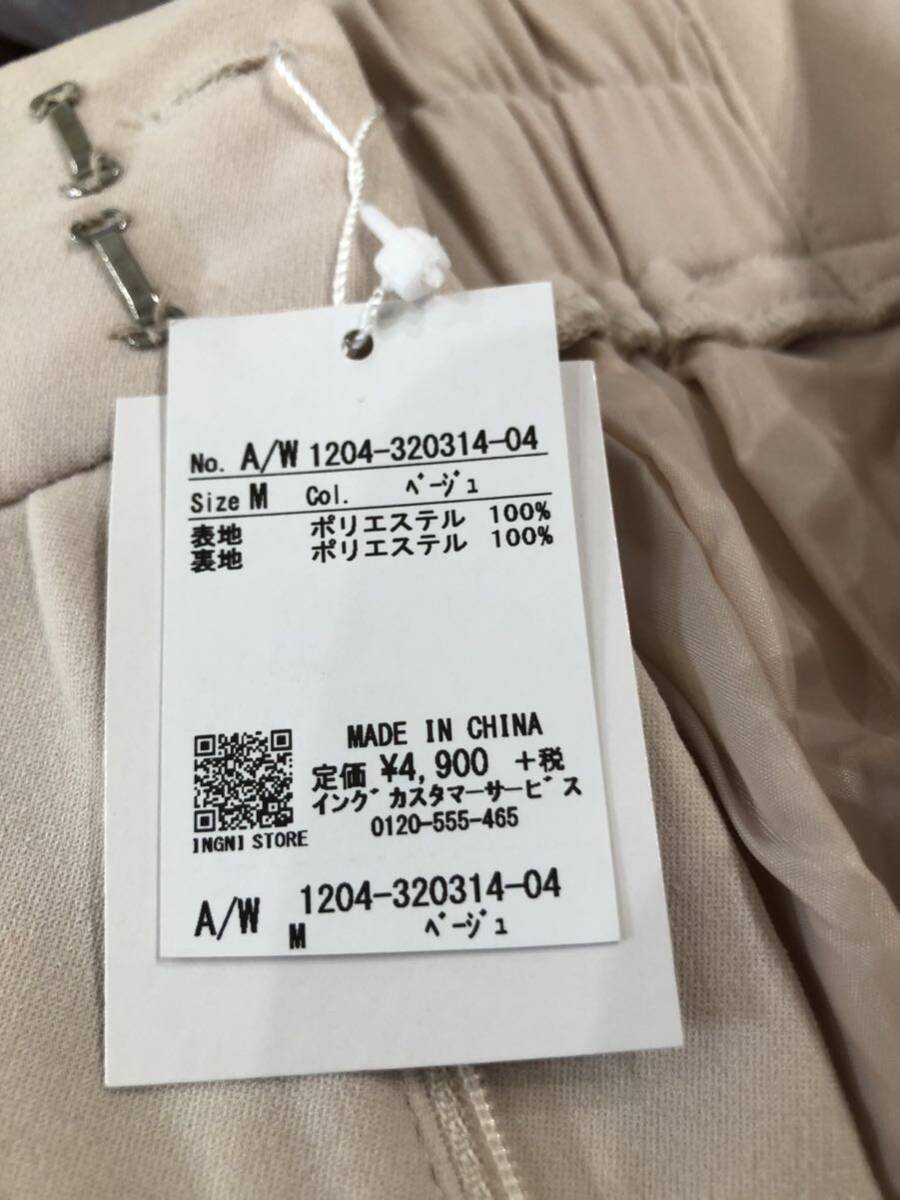 No. A/W 1204-320314-04
Size M Col. ﾍﾞｰｼﾞｭ
表地 ポリエステル 100%
裏地 ポリエステル 100%
MADE IN CHINA
定価 ¥4,900 +税
イングカスタマーサービス
0120-555-465
INGNI STORE
A/W 1204-320314-04
M ﾍﾞｰｼﾞｭ